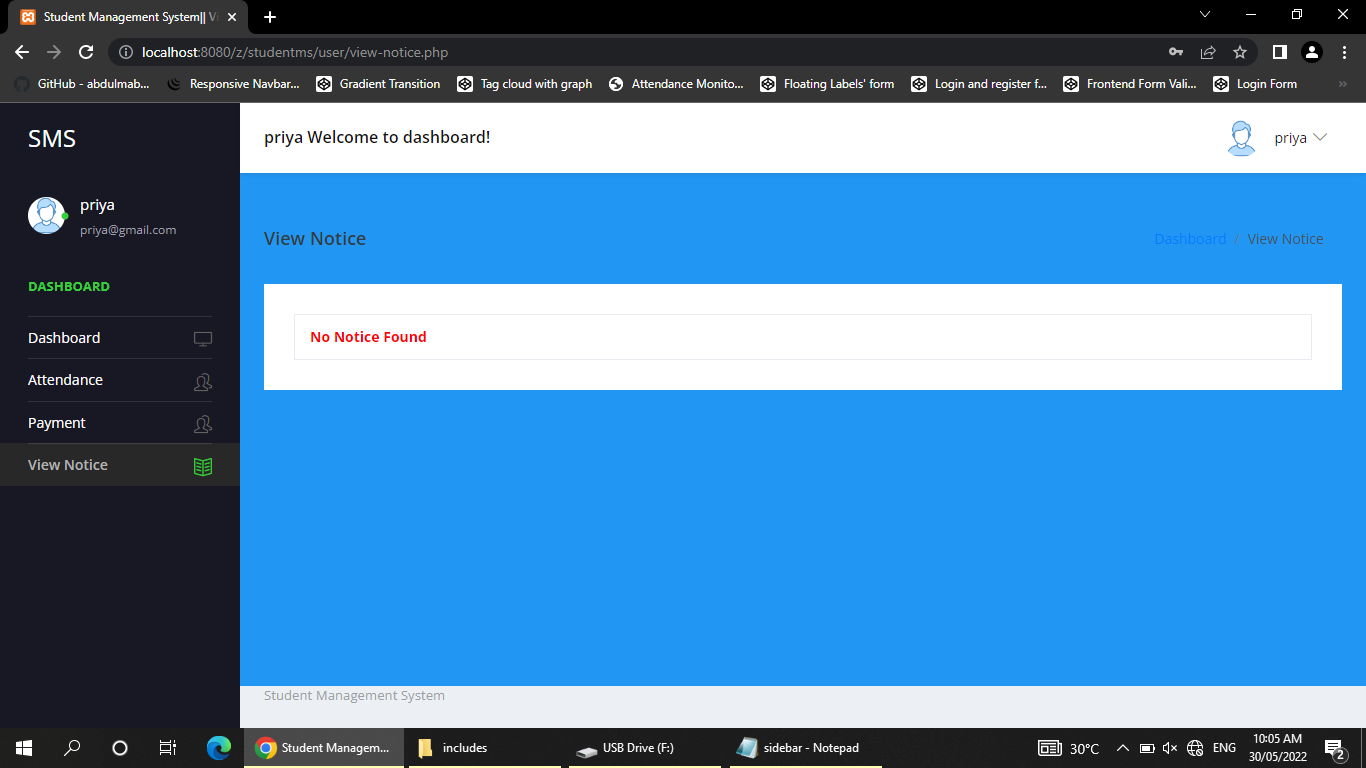 Student Management System|| Vi
localhost:8080/z/studentms/user/view-notice.php
GitHub - abdulmab...
Responsive Navbar...
Gradient Transition
Tag cloud with graph
Attendance Monito...
Floating Labels' form
Login and register f...
Frontend Form Vali...
Login Form
SMS
priya Welcome to dashboard!
priya
priya
priya@gmail.com
View Notice
Dashboard / View Notice
DASHBOARD
Dashboard
Attendance
Payment
View Notice
No Notice Found
Student Management System
Student Managem...
includes
USB Drive (F:)
sidebar - Notepad
30°C
ENG
10:05 AM
30/05/2022
2